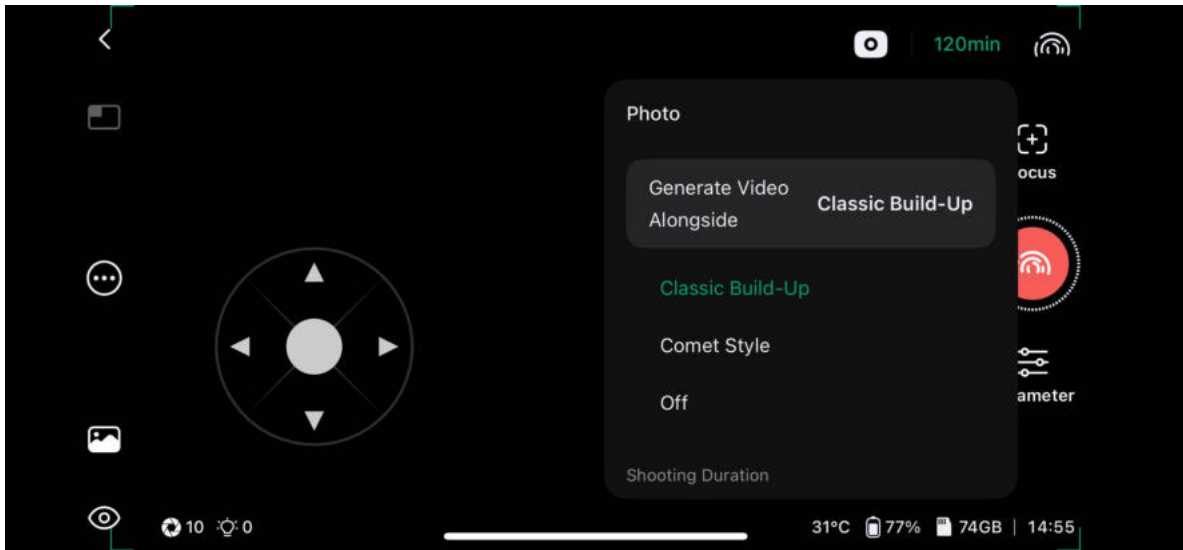 120min
Photo
Generate Video
Alongside
Classic Build-Up
Classic Build-Up
Comet Style
Off
Shooting Duration
ocus
ameter
10
0
31°C
77%
74GB
14:55